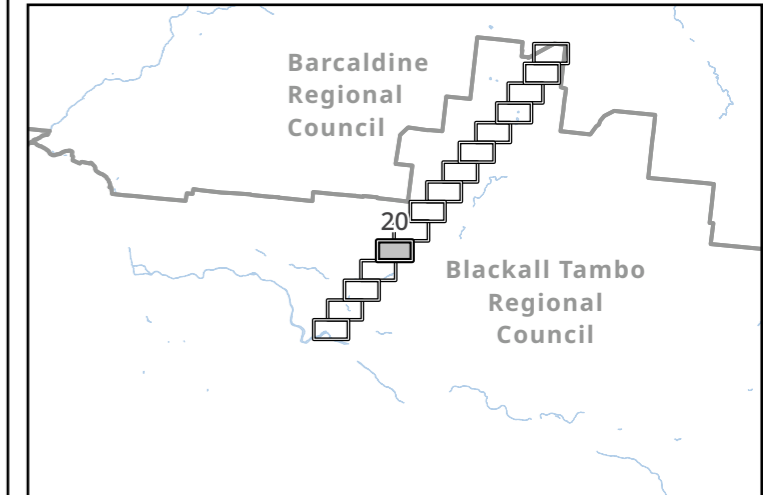 Barcaldine
Regional
Council
20
Blackall Tambo
Regional
Council